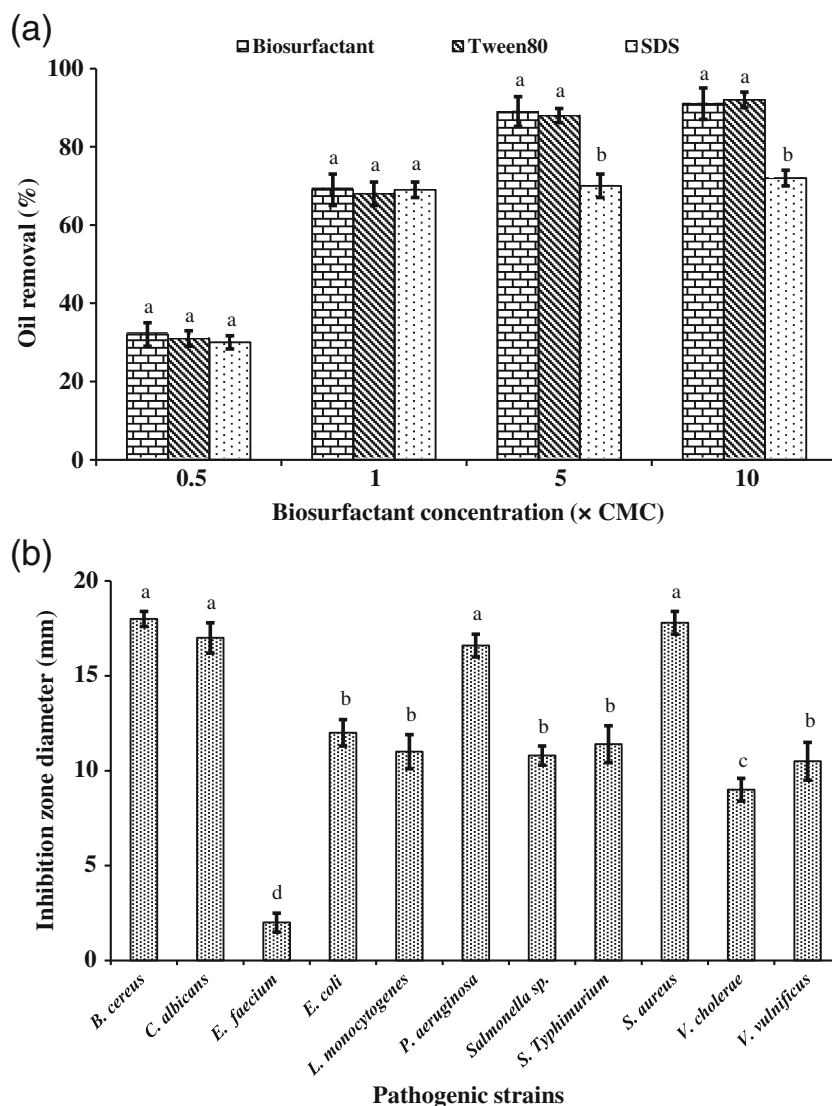 (a)
Biosurfactant Tween80 SDS
100
80
60
40
20
0
Oil removal (%)
a a a
a a a
a a b
a a b
0.5 1 5 10
Biosurfactant concentration (× CMC)
(b)
20
15
10
5
0
Inhibition zone diameter (mm)
a a d b b a b b a c b
B. cereus
C. albicans
E. faecium
E. coli
L. monocytogenes
P. aeruginosa
Salmonella sp.
S. Typhimurium
S. aureus
V. cholerae
V. vulnificus
Pathogenic strains